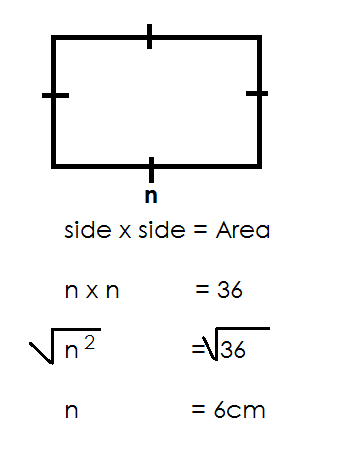 n
side x side = Area
n x n = 36
√n² =√36
n = 6cm